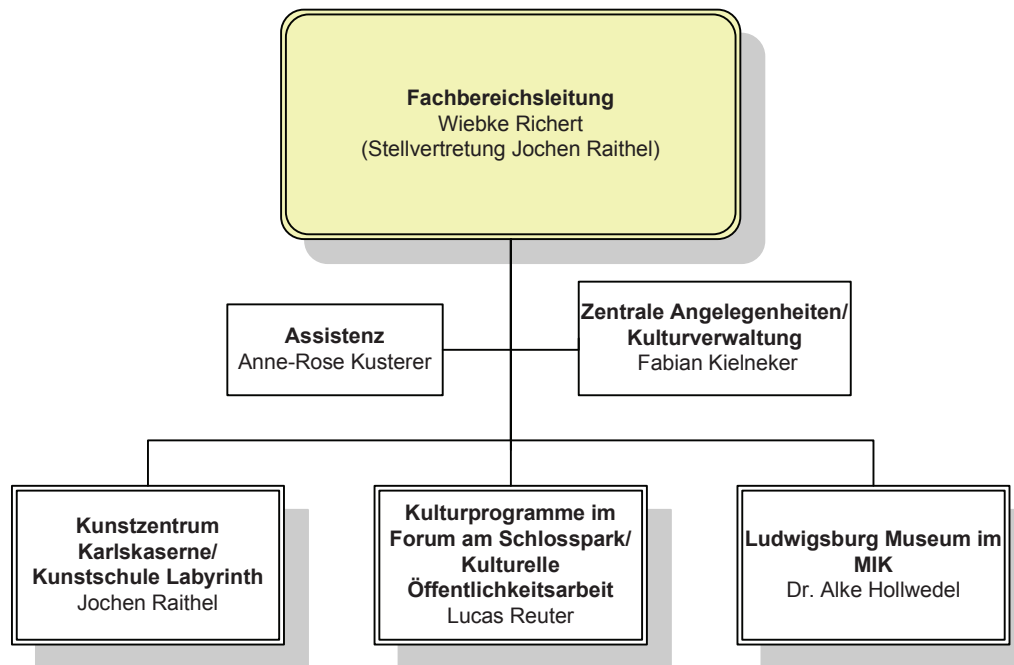 Fachbereichsleitung
Wiebke Richert
(Stellvertretung Jochen Raithel)
Assistenz
Anne-Rose Kusterer
Zentrale Angelegenheiten/
Kulturverwaltung
Fabian Kielneker
Kunstzentrum
Karlskaserne/
Kunstschule Labyrinth
Jochen Raithel
Kulturprogramme im
Forum am Schlosspark/
Kulturelle
Öffentlichkeitsarbeit
Lucas Reuter
Ludwigsburg Museum im
MIK
Dr. Alke Hollwedel